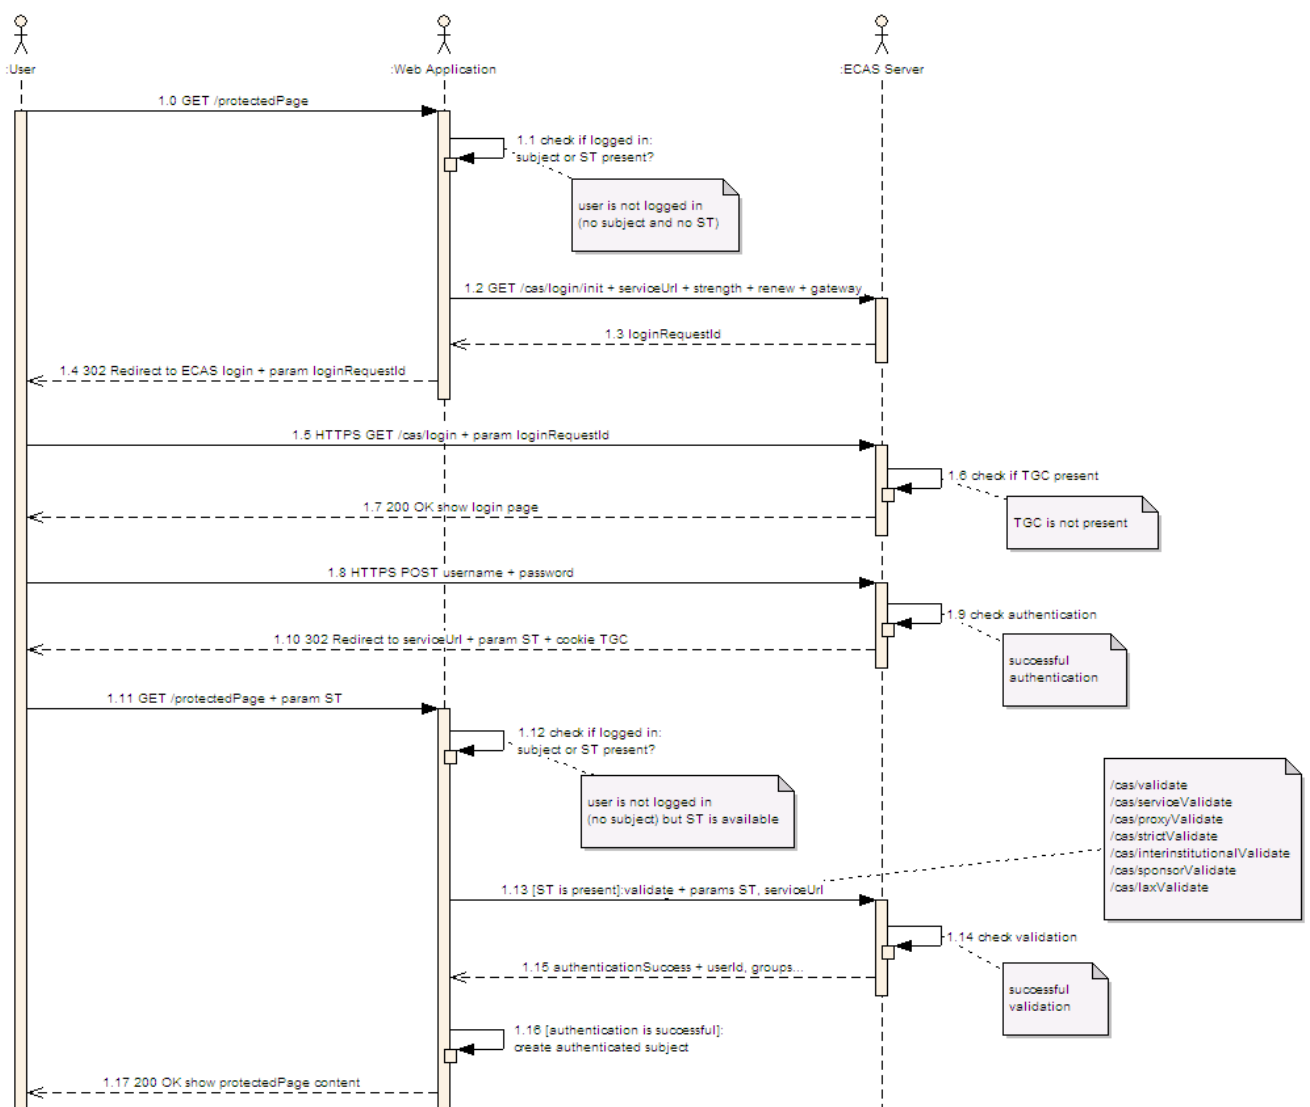 :User
:Web Application
:ECAS Server
1.0 GET /protectedPage
1.1 check if logged in:
subject or ST present?
user is not logged in
(no subject and no ST)
1.2 GET /cas/login/init + serviceUrl + strength + renew + gateway
1.3 loginRequestId
1.4 302 Redirect to ECAS login + param loginRequestId
1.5 HTTPS GET /cas/login + param loginRequestId
1.6 check if TGC present
1.7 200 OK show login page
TGC is not present
1.8 HTTPS POST username + password
1.9 check authentication
1.10 302 Redirect to serviceUrl + param ST + cookie TGC
successful
authentication
1.11 GET /protectedPage + param ST
1.12 check if logged in:
subject or ST present?
user is not logged in
(no subject) but ST is available
/cas/validate
/cas/serviceValidate
/cas/proxyValidate
/cas/strictValidate
/cas/interinstitutionalValidate
/cas/sponsorValidate
/cas/laxValidate
1.13 [ST is present]:validate + params ST, serviceUrl
1.14 check validation
1.15 authenticationSuccess + userId, groups...
successful
validation
1.16 [authentication is successful]:
create authenticated subject
1.17 200 OK show protectedPage content